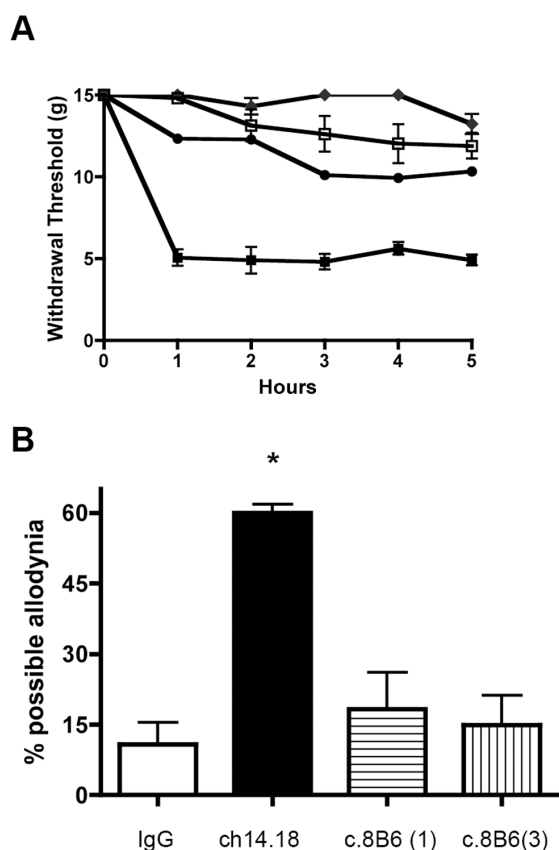 A
Withdrawal Threshold (g)
15
10
5
0
0 1 2 3 4 5
Hours
B
*
% possible allodynia
60
45
30
15
0
IgG ch14.18 c.8B6 (1) c.8B6(3)